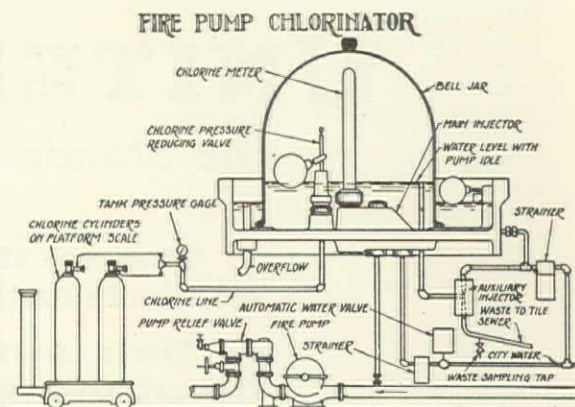 FIRE PUMP CHLORINATOR
CHLORINE METER
BELL JAR
CHLORINE PRESSURE
REDUCING VALVE
MAIN INJECTOR
WATER LEVEL WITH
PUMP IDLE
TANK PRESSURE GAGE
STRAINER
CHLORINE CYLINDERS
ON PLATFORM SCALE
OVERFLOW
AUXILIARY
INJECTOR
CHLORINE LINE
AUTOMATIC WATER VALVE
WASTE TO TILE
SEWER
PUMP RELIEF VALVE
FIRE PUMP
STRAINER
CITY WATER
WASTE SAMPLING TAP